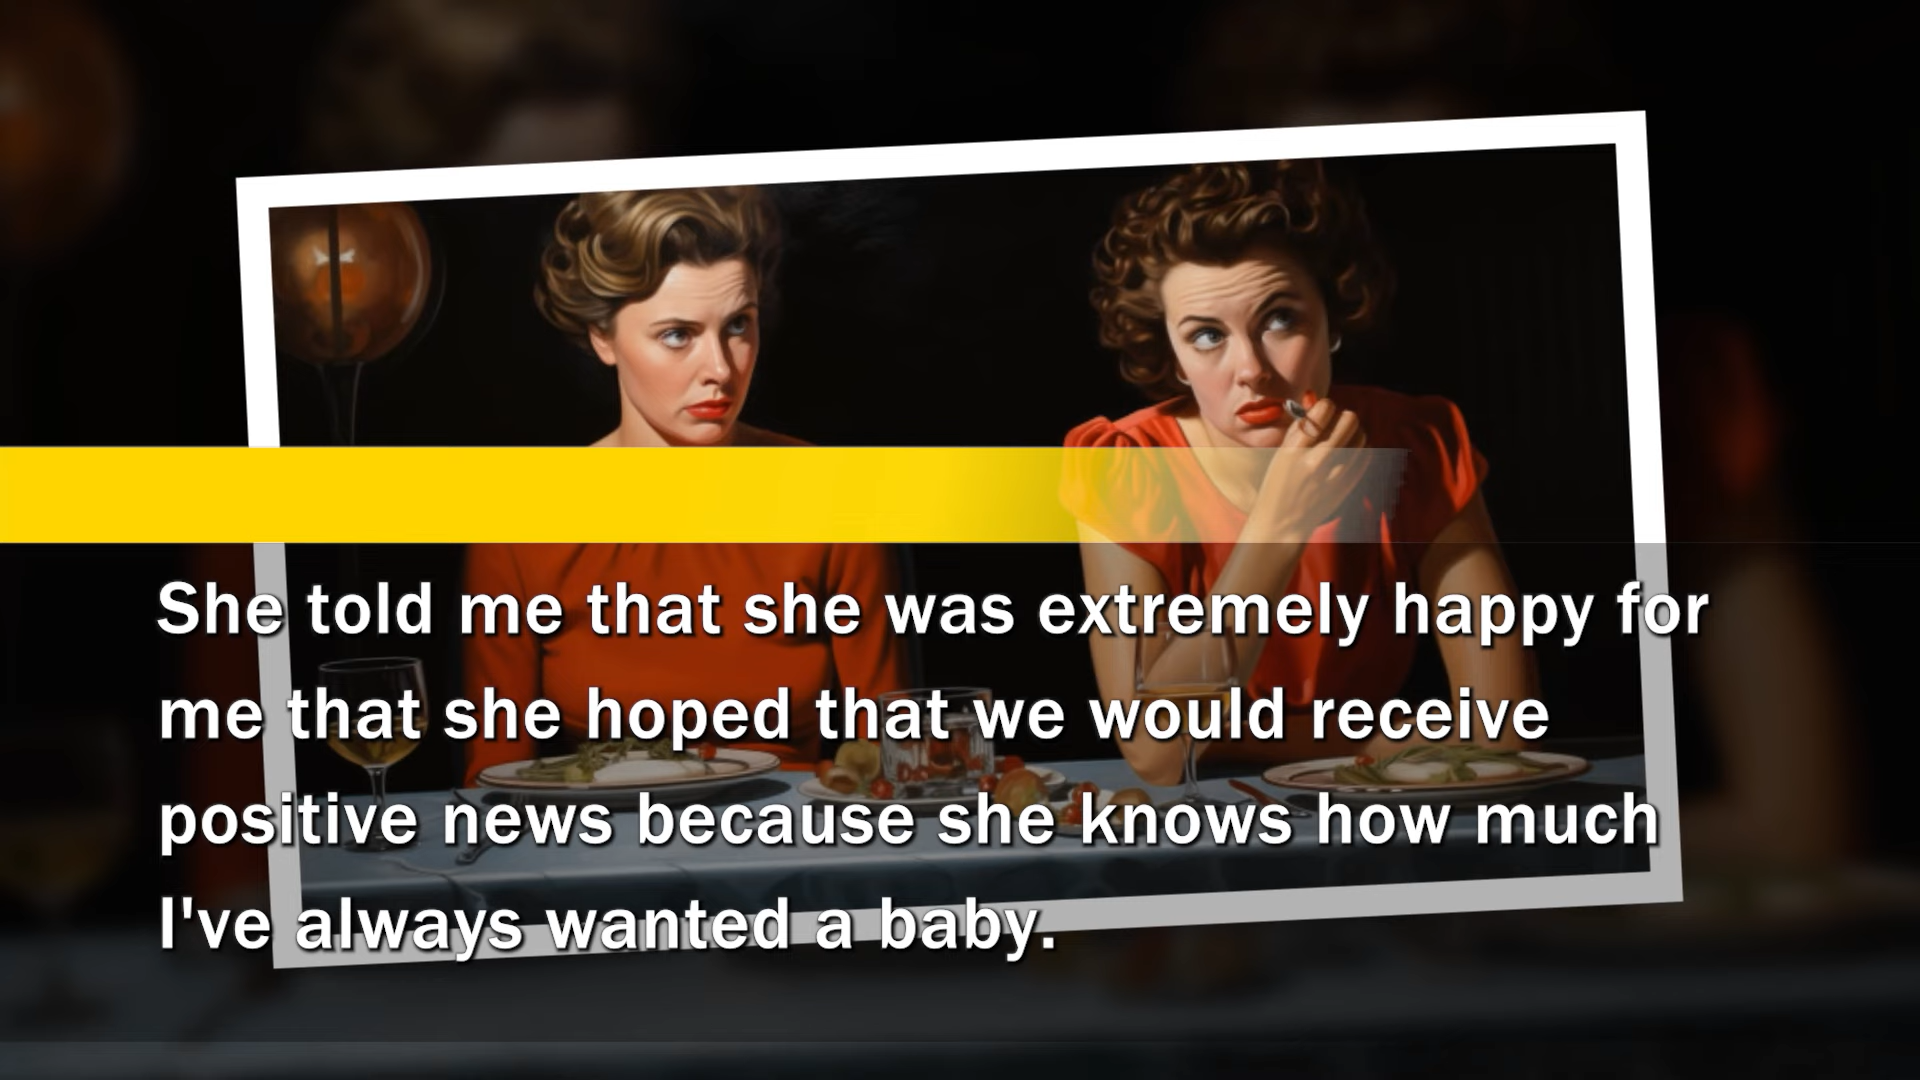 She told me that she was extremely happy for
me that she hoped that we would receive
positive news because she knows how much
I've always wanted a baby.